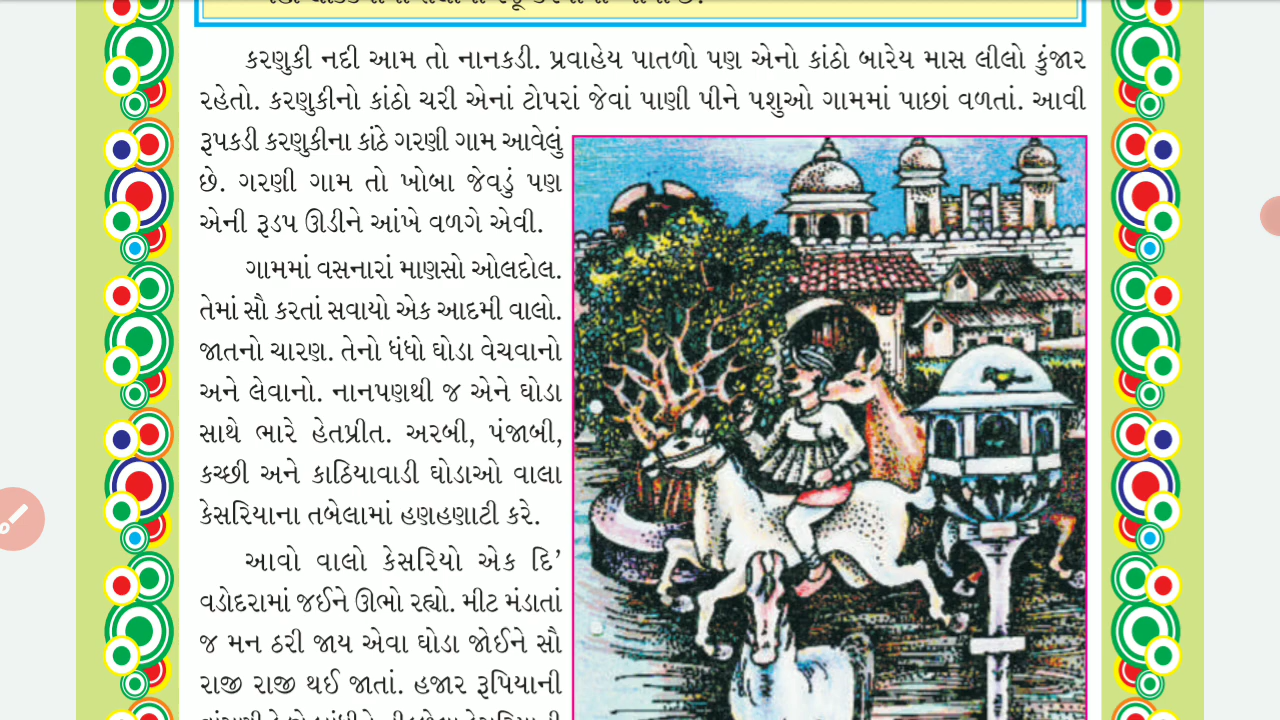 કરણુકી નદી આમ તો નાનકડી. પ્રવાહેય પાતળો પણ એનો કાંઠો બારેય માસ લીલો કુંજાર
રહેતો. કરણુકીનો કાંઠો ચરી એનાં ટોપરાં જેવાં પાણી પીને પશુઓ ગામમાં પાછાં વળતાં. આવી
રૂપકડી કરણુકીના કાંઠે ગરણી ગામ આવેલું
છે. ગરણી ગામ તો ખોબા જેવડું પણ
એની રૂડપ ઊડીને આંખે વળગે એવી.
ગામમાં વસનારાં માણસો ઓલદોલ.
તેમાં સૌ કરતાં સવાયો એક આદમી વાલો.
જાતનો ચારણ. તેનો ધંધો ઘોડા વેચવાનો
અને લેવાનો. નાનપણથી જ એને ઘોડા
સાથે ભારે હેતપ્રીત. અરબી, પંજાબી,
કચ્છી અને કાઠિયાવાડી ઘોડાઓ વાલા
કેસરિયાના તબેલામાં હણહણાટી કરે.
આવો વાલો કેસરિયો એક દિ’
વડોદરામાં જઈને ઊભો રહ્યો. મીટ મંડાતાં
જ મન ઠરી જાય એવા ઘોડા જોઈને સૌ
રાજી રાજી થઈ જાતાં. હજાર રૂપિયાની